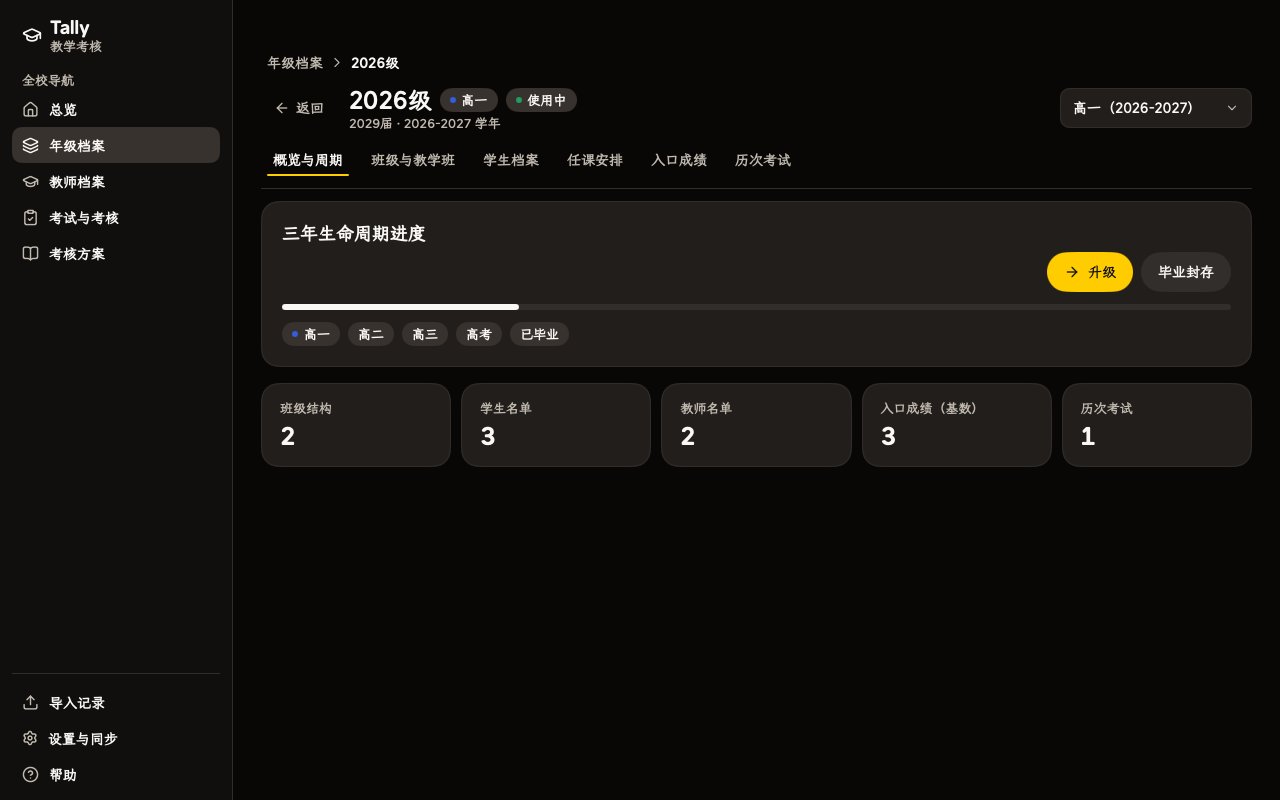 Tally
教学考核
全校导航
总览
年级档案
教师档案
考试与考核
考核方案
导入记录
设置与同步
帮助
年级档案 > 2026级
返回
2026级 高一 使用中
2029届 · 2026-2027 学年
高一（2026-2027）
概览与周期 班级与教学班 学生档案 任课安排 入口成绩 历次考试
三年生命周期进度
升级 毕业封存
高一 高二 高三 高考 已毕业
班级结构
2
学生名单
3
教师名单
2
入口成绩（基数）
3
历次考试
1